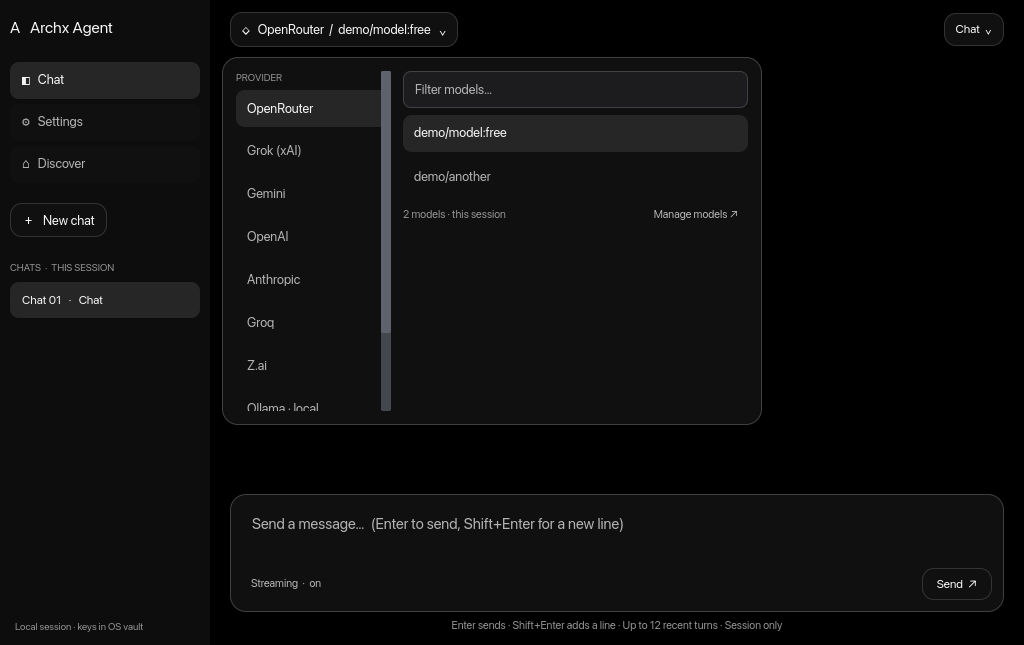 A Archx Agent
Chat
Settings
Discover
+ New chat
CHATS · THIS SESSION
Chat 01 · Chat
Local session · keys in OS vault
OpenRouter / demo/model:free
Chat
PROVIDER
OpenRouter
Grok (xAI)
Gemini
OpenAI
Anthropic
Groq
Z.ai
Ollama · local
Filter models...
demo/model:free
demo/another
2 models · this session
Manage models ↗
Send a message... (Enter to send, Shift+Enter for a new line)
Streaming · on
Send ↗
Enter sends · Shift+Enter adds a line · Up to 12 recent turns · Session only